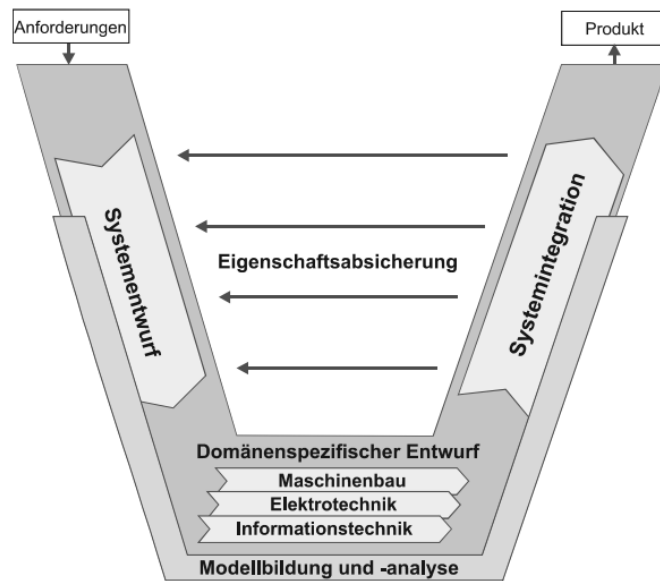 Anforderungen
Produkt
Systementwurf
Eigenschaftsabsicherung
Systemintegration
Domänenspezifischer Entwurf
Maschinenbau
Elektrotechnik
Informationstechnik
Modellbildung und -analyse